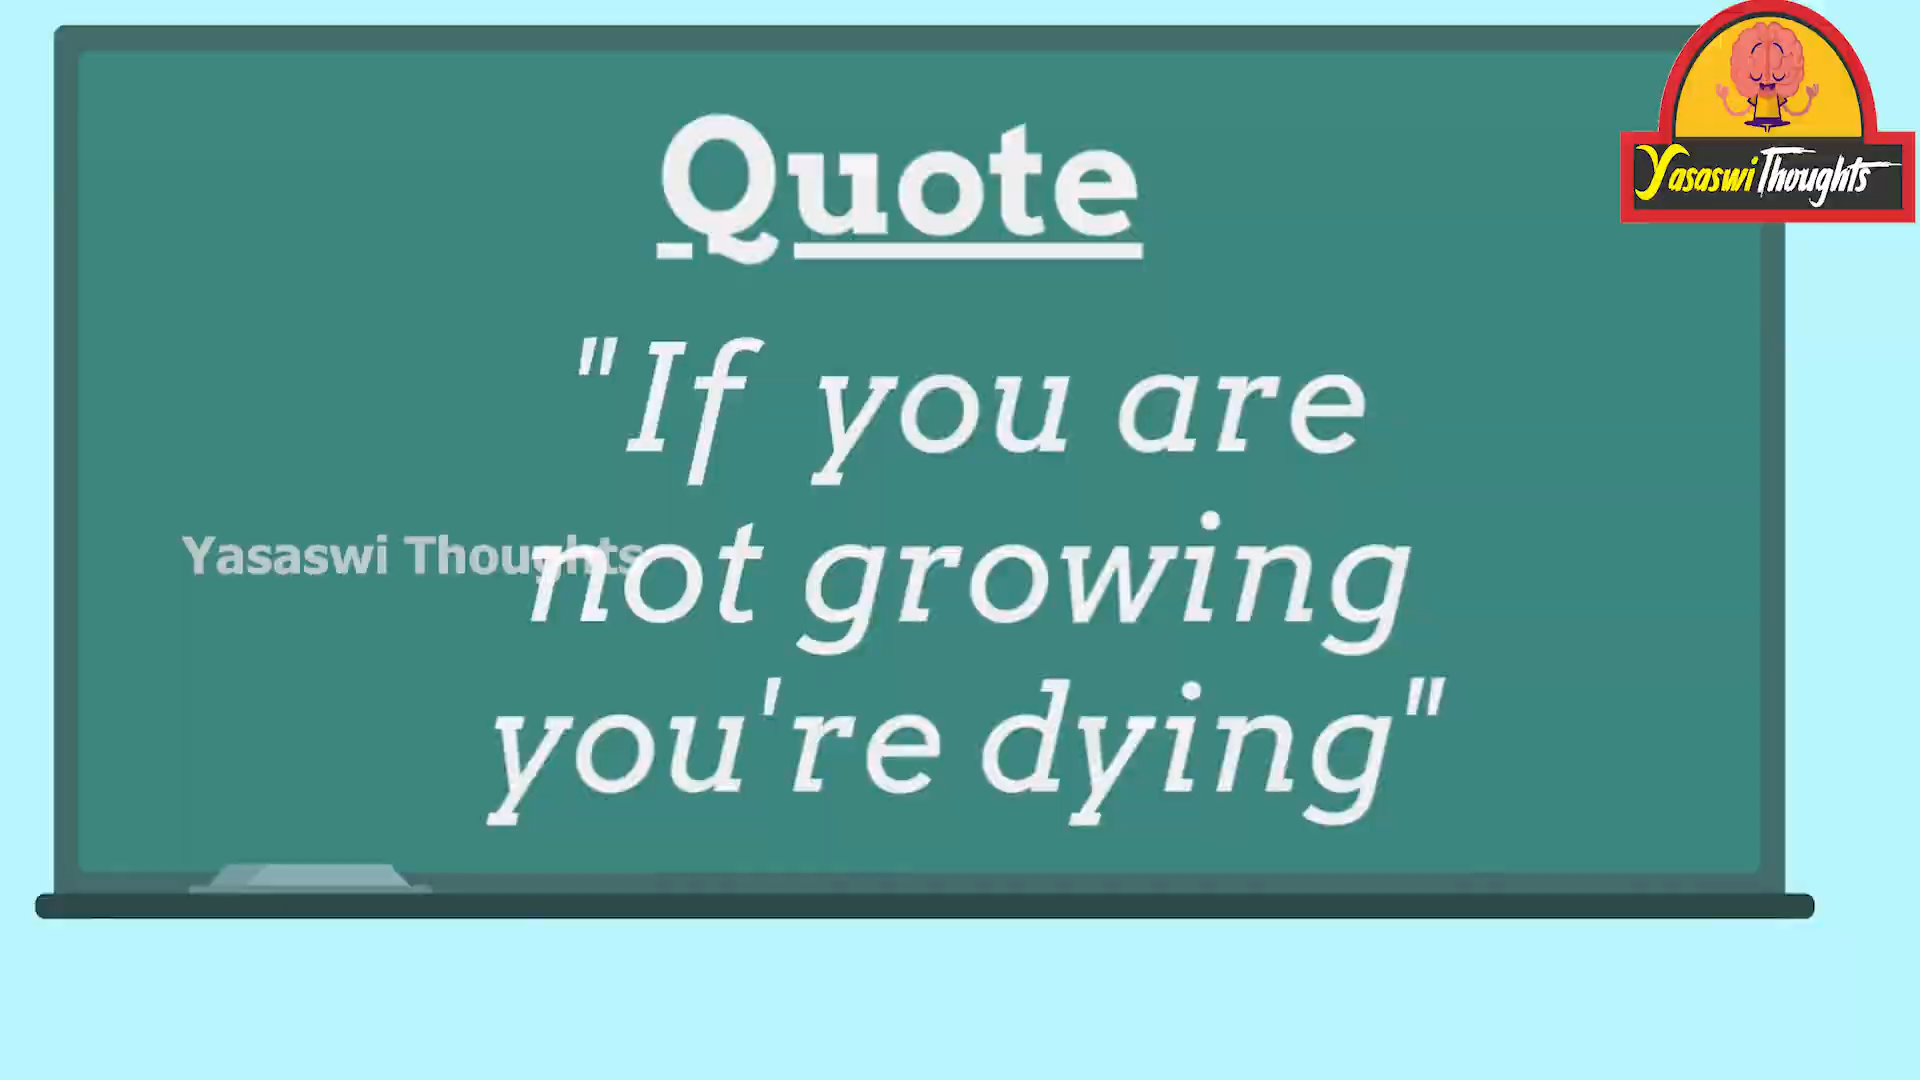 Yasaswi Thoughts
Quote
"If you are
not growing
you're dying"
Yasaswi Thoughts